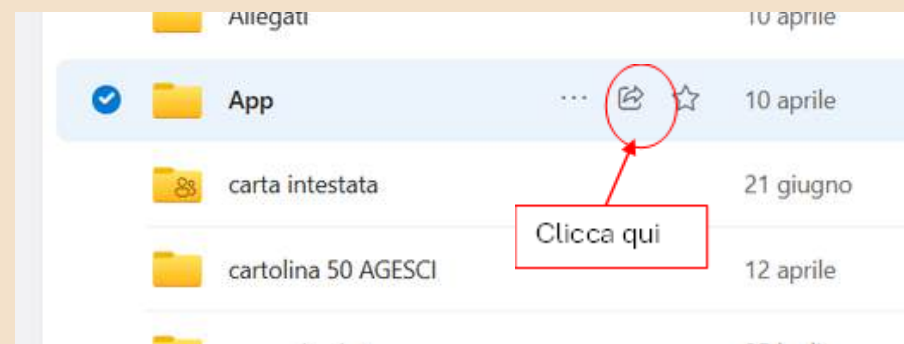 Allegati 10 aprile
App ... 10 aprile
carta intestata 21 giugno
Clicca qui
cartolina 50 AGESCI 12 aprile